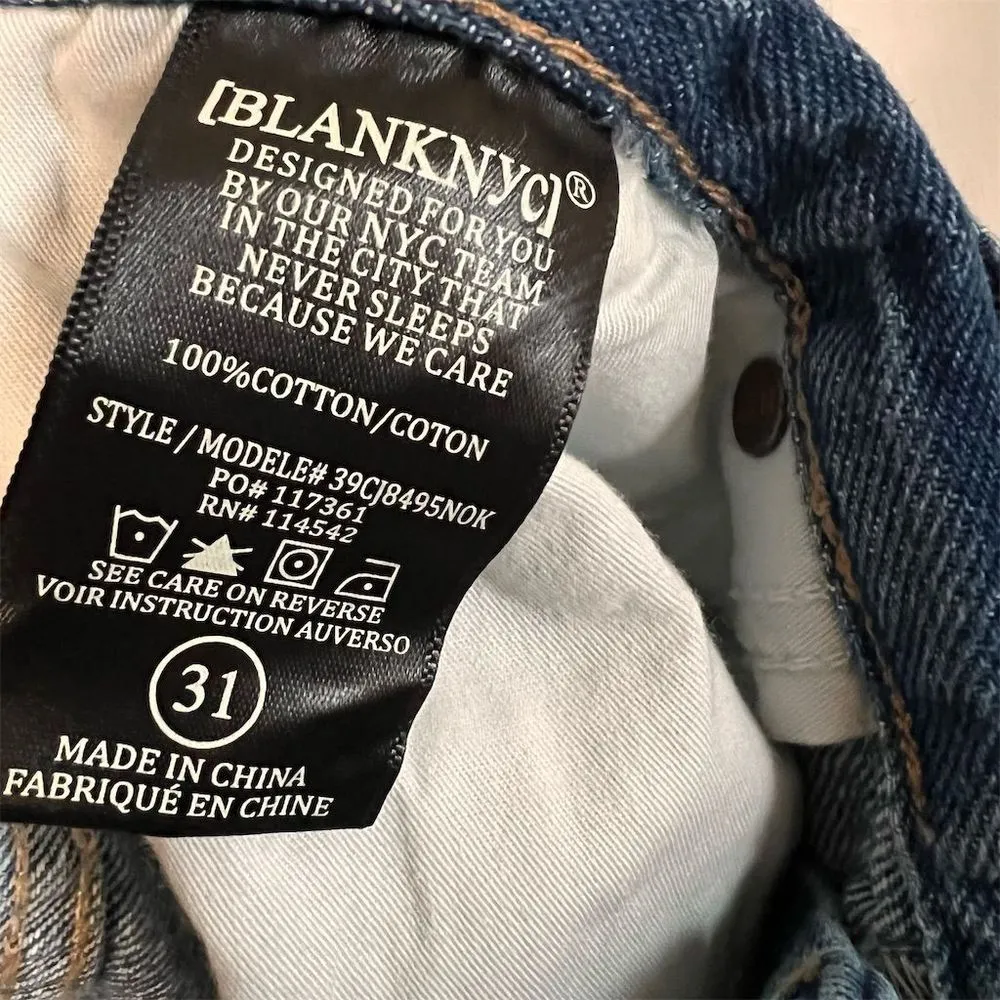 [BLANKNYC]®
DESIGNED FOR YOU
BY OUR NYC TEAM
IN THE CITY THAT
NEVER SLEEPS
BECAUSE WE CARE
100%COTTON/COTON
STYLE/MODELE# 39CJ8495NOK
PO# 117361
RN# 114542
SEE CARE ON REVERSE
VOIR INSTRUCTION AUVERSO
31
MADE IN CHINA
FABRIQUÉ EN CHINE